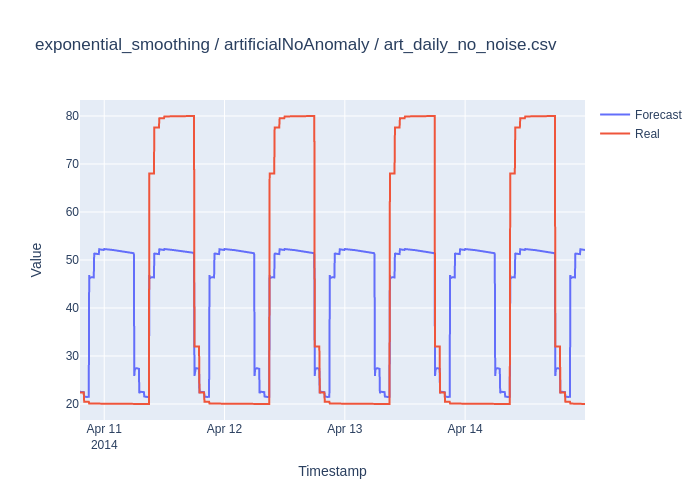 exponential_smoothing / artificialNoAnomaly / art_daily_no_noise.csv
Forecast
Real
80
70
60
50
40
30
20
Value
Apr 11
2014
Apr 12
Apr 13
Apr 14
Timestamp